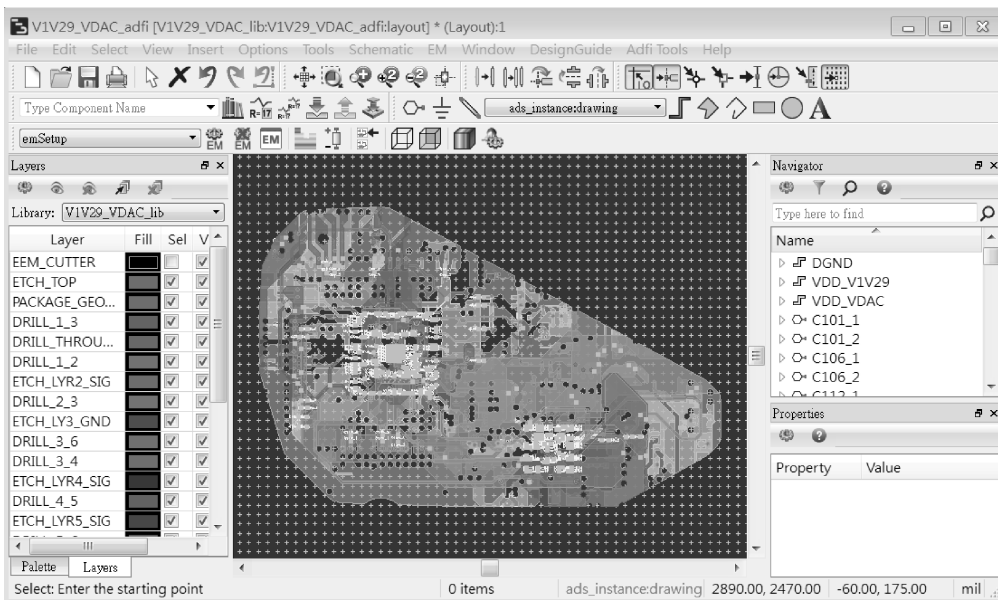 V1V29_VDAC_adfi [V1V29_VDAC_lib:V1V29_VDAC_adfi:layout] * (Layout):1
File Edit Select View Insert Options Tools Schematic EM Window DesignGuide Adfi Tools Help
Type Component Name
ads_instance:drawing
emSetup
EM EM EM
Layers
Library: V1V29_VDAC_lib
Layer Fill Sel V
EEM_CUTTER
ETCH_TOP
PACKAGE_GEO...
DRILL_1_3
DRILL_THROU...
DRILL_1_2
ETCH_LYR2_SIG
DRILL_2_3
ETCH_LY3_GND
DRILL_3_6
DRILL_3_4
ETCH_LYR4_SIG
DRILL_4_5
ETCH_LYR5_SIG
Palette Layers
Navigator
Type here to find
Name
DGND
VDD_V1V29
VDD_VDAC
C101_1
C101_2
C106_1
C106_2
C112_1
Properties
Property Value
Select: Enter the starting point
0 items
ads_instance:drawing
2890.00, 2470.00
-60.00, 175.00
mil